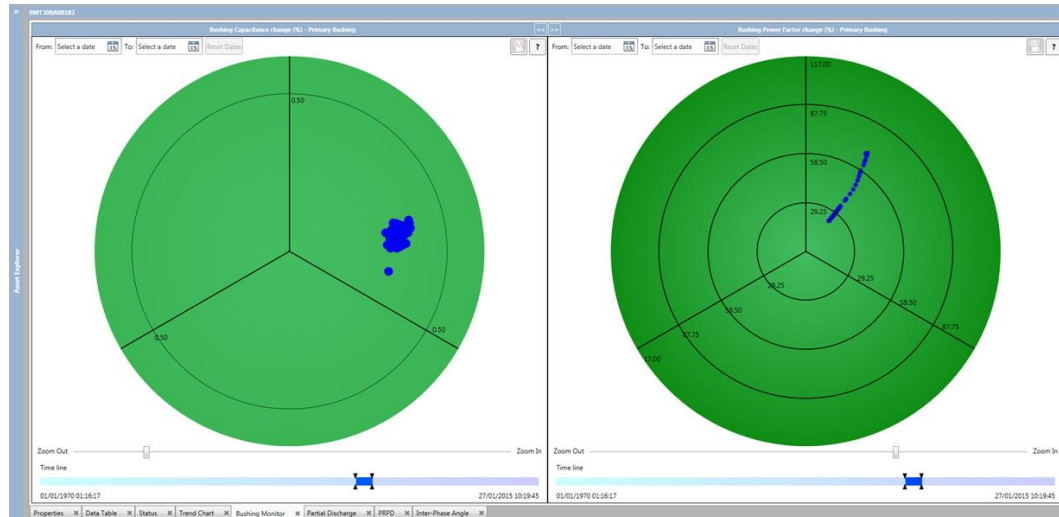 » BMT300A00182
Bushing Capacitance change (%) - Primary Bushing << >> Bushing Power Factor change (%) - Primary Bushing
From: Select a date 15 To: Select a date 15 Reset Dates ?
From: Select a date 15 To: Select a date 15 Reset Dates ?
Asset Explorer
0.50
0.50
0.50
117.00
87.75
58.50
29.25
29.25
29.25
58.50
58.50
87.75
87.75
17.00
Zoom Out Zoom In
Time line
01/01/1970 01:16:17 27/01/2015 10:19:45
Zoom Out Zoom In
Time line
01/01/1970 01:16:17 27/01/2015 10:19:45
Properties Data Table Status Trend Chart Bushing Monitor Partial Discharge PRPD Inter-Phase Angle